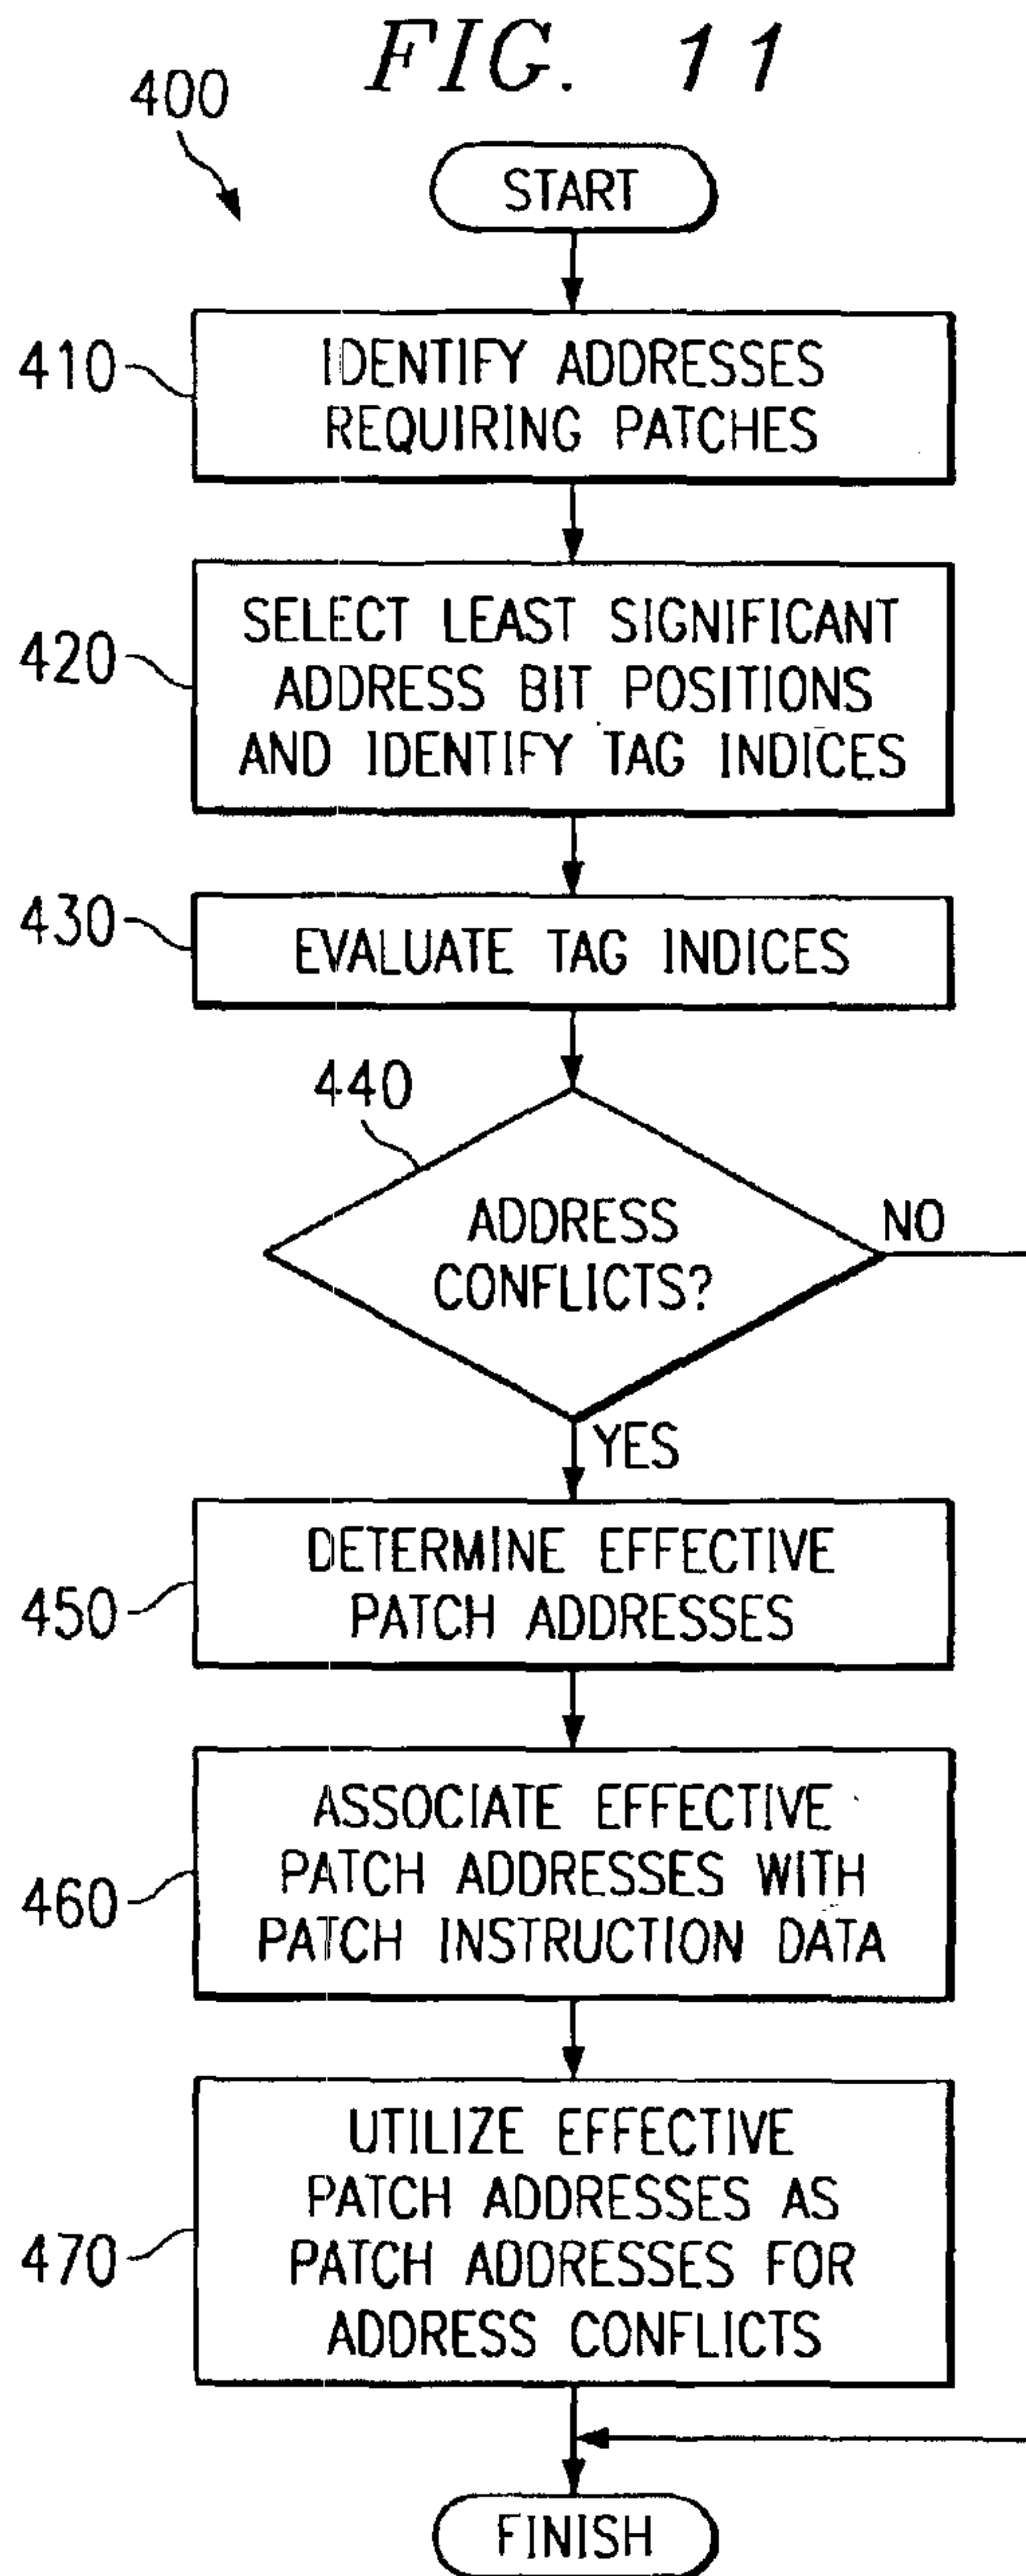 FIG. 11
400
START
410
IDENTIFY ADDRESSES
REQUIRING PATCHES
420
SELECT LEAST SIGNIFICANT
ADDRESS BIT POSITIONS
AND IDENTIFY TAG INDICES
430
EVALUATE TAG INDICES
440
ADDRESS
CONFLICTS?
NO
YES
450
DETERMINE EFFECTIVE
PATCH ADDRESSES
460
ASSOCIATE EFFECTIVE
PATCH ADDRESSES WITH
PATCH INSTRUCTION DATA
470
UTILIZE EFFECTIVE
PATCH ADDRESSES AS
PATCH ADDRESSES FOR
ADDRESS CONFLICTS
FINISH